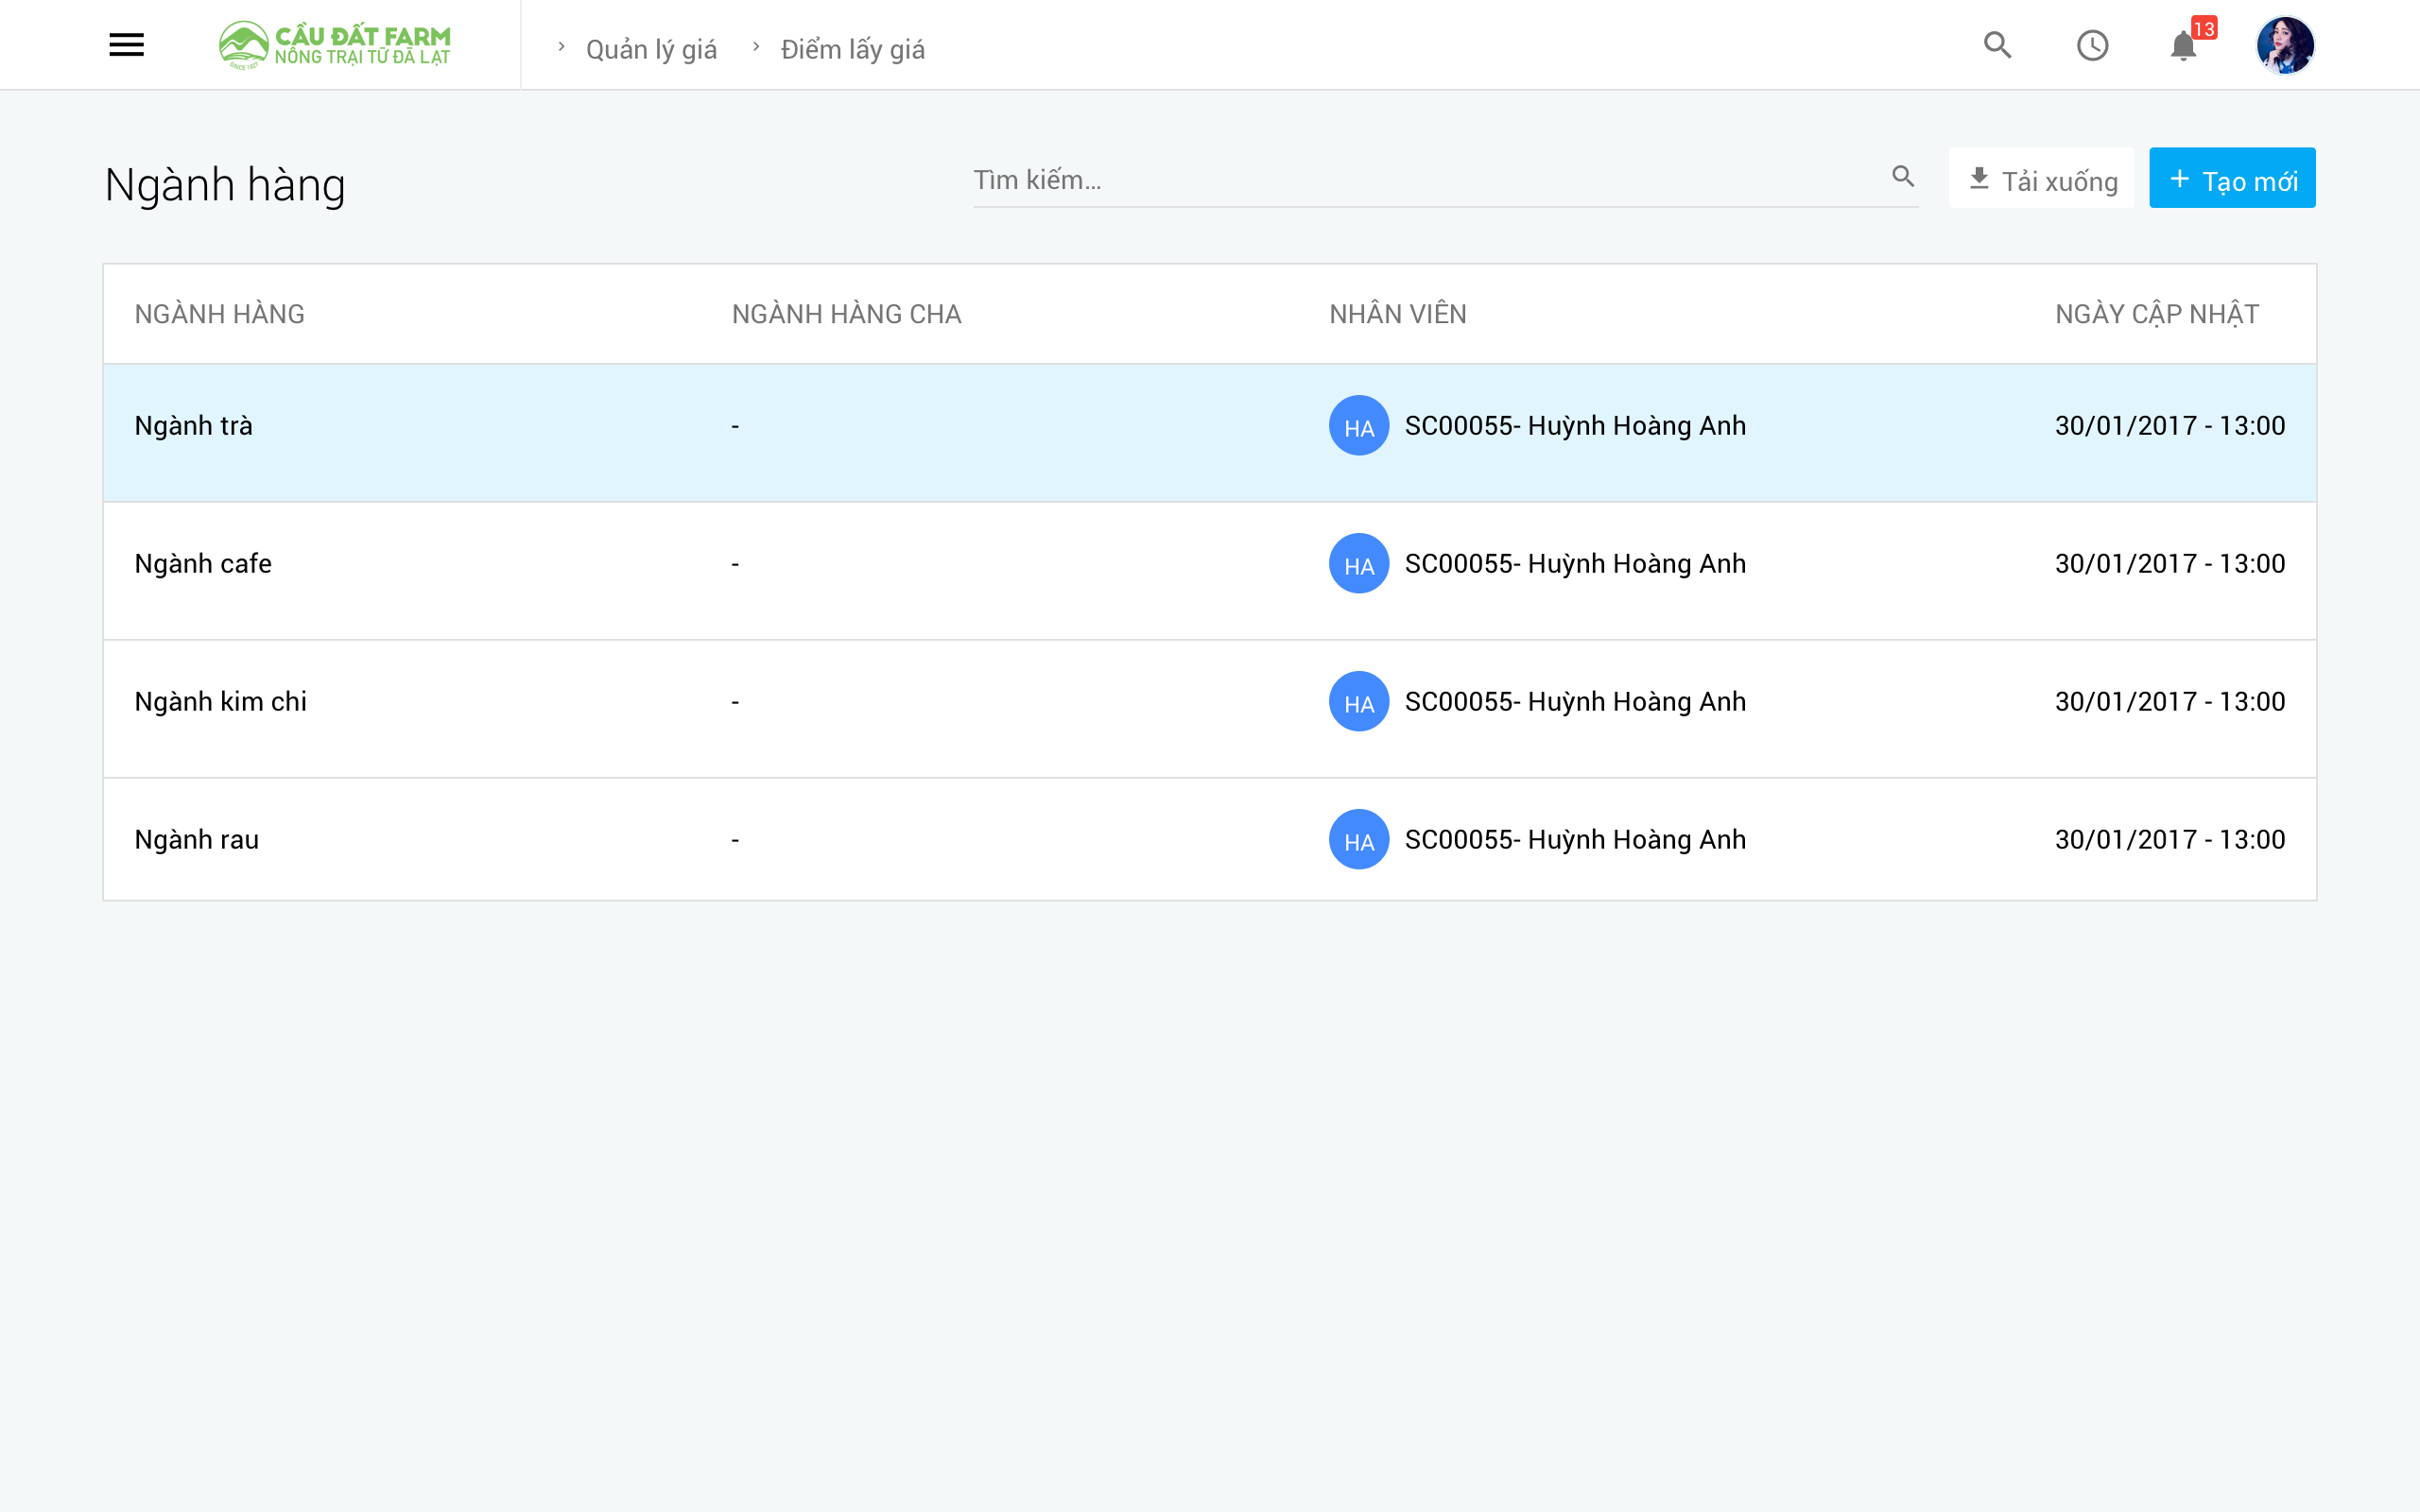 CẦU ĐẤT FARM
NÔNG TRẠI TỪ ĐÀ LẠT
SINCE 1927
Quản lý giá
Điểm lấy giá
13
Ngành hàng
Tìm kiếm...
Tải xuống
Tạo mới
NGÀNH HÀNG
NGÀNH HÀNG CHA
NHÂN VIÊN
NGÀY CẬP NHẬT
Ngành trà
-
HA
SC00055- Huỳnh Hoàng Anh
30/01/2017 - 13:00
Ngành cafe
-
HA
SC00055- Huỳnh Hoàng Anh
30/01/2017 - 13:00
Ngành kim chi
-
HA
SC00055- Huỳnh Hoàng Anh
30/01/2017 - 13:00
Ngành rau
-
HA
SC00055- Huỳnh Hoàng Anh
30/01/2017 - 13:00